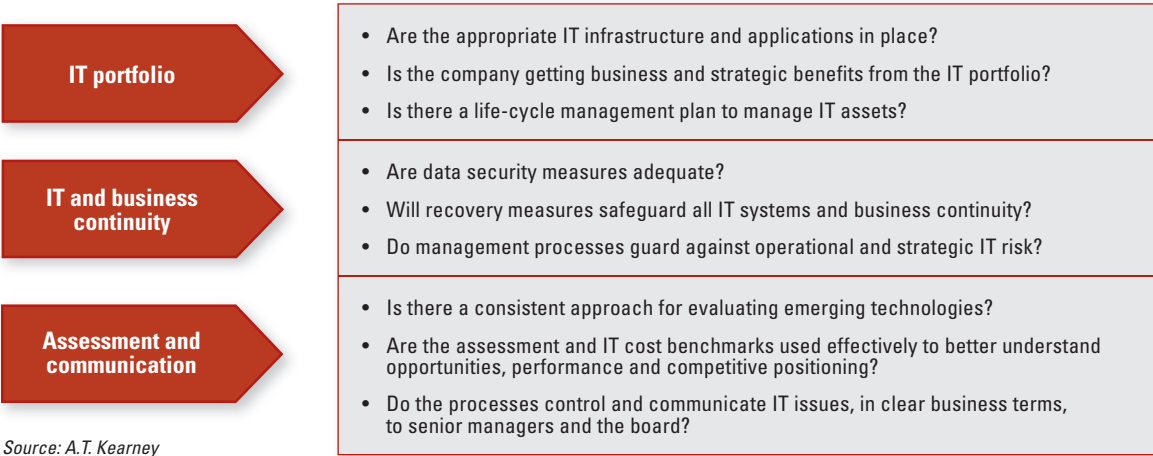 IT portfolio
• Are the appropriate IT infrastructure and applications in place?
• Is the company getting business and strategic benefits from the IT portfolio?
• Is there a life-cycle management plan to manage IT assets?
IT and business
continuity
• Are data security measures adequate?
• Will recovery measures safeguard all IT systems and business continuity?
• Do management processes guard against operational and strategic IT risk?
Assessment and
communication
• Is there a consistent approach for evaluating emerging technologies?
• Are the assessment and IT cost benchmarks used effectively to better understand
opportunities, performance and competitive positioning?
• Do the processes control and communicate IT issues, in clear business terms,
to senior managers and the board?
Source: A.T. Kearney